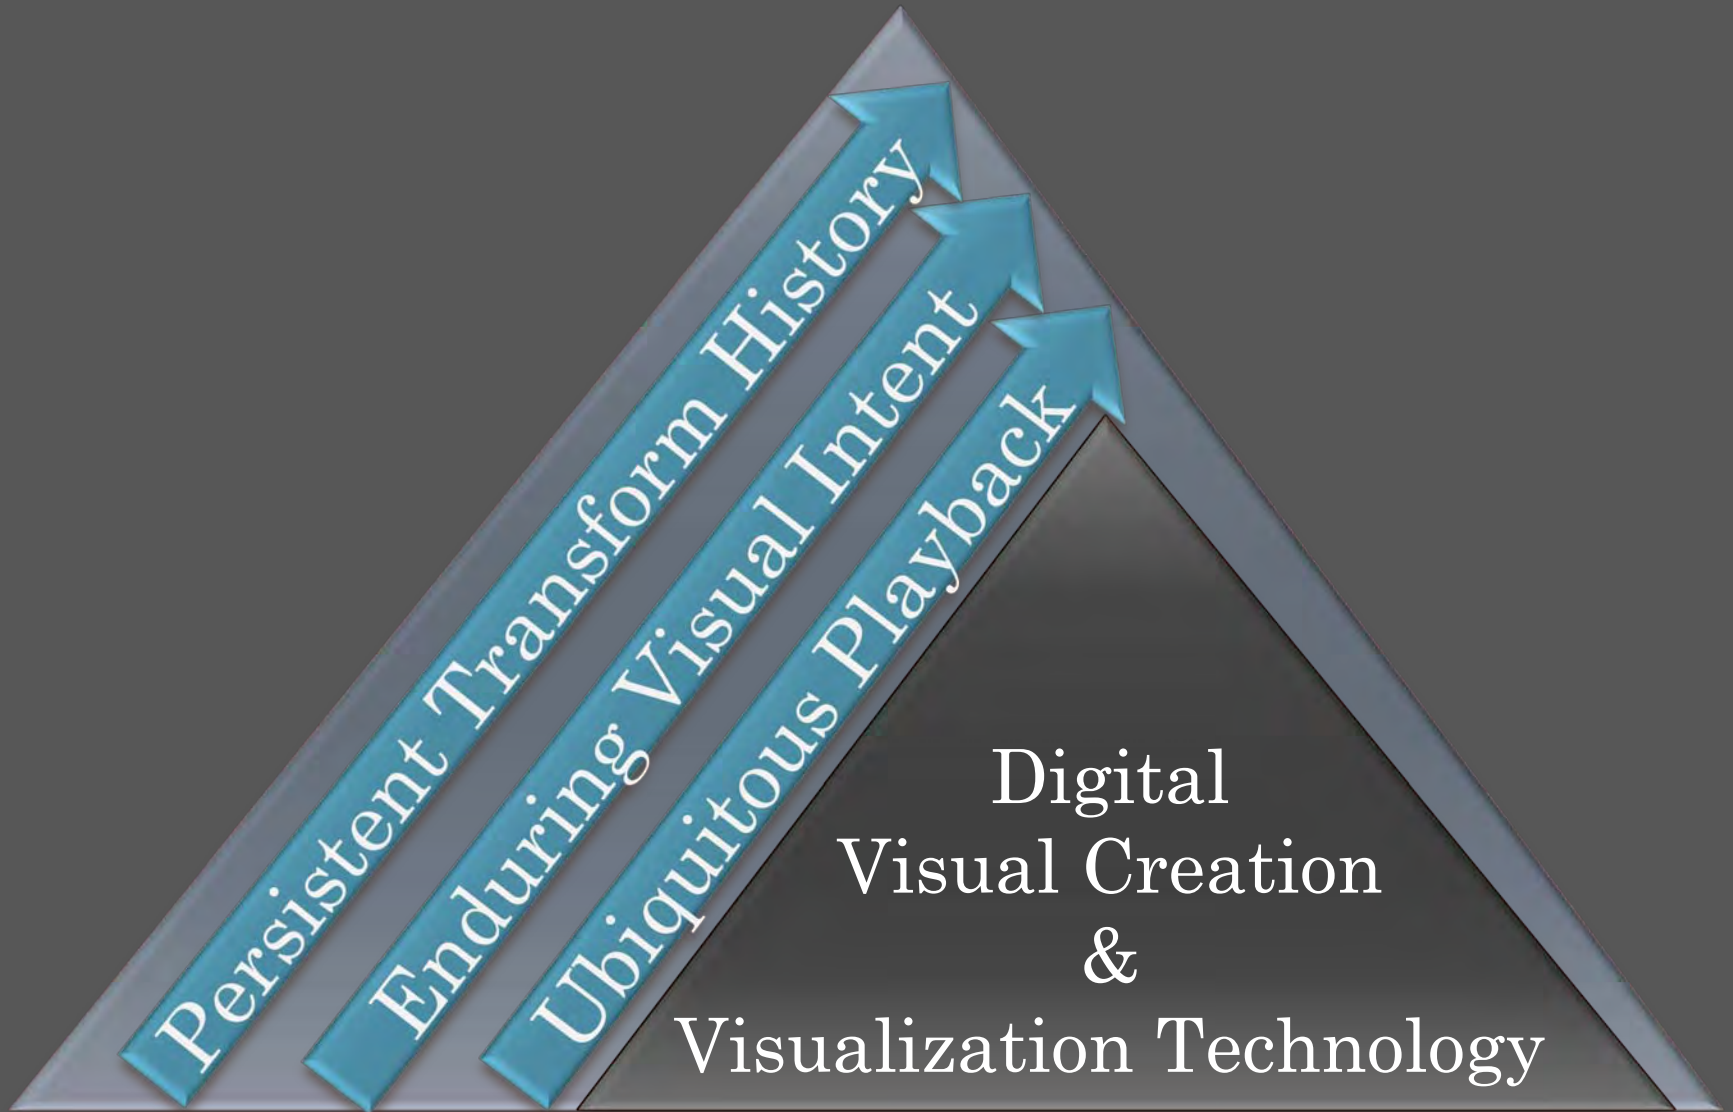 Persistent Transform History
Enduring Visual Intent
Ubiquitous Playback
Digital
Visual Creation
&
Visualization Technology